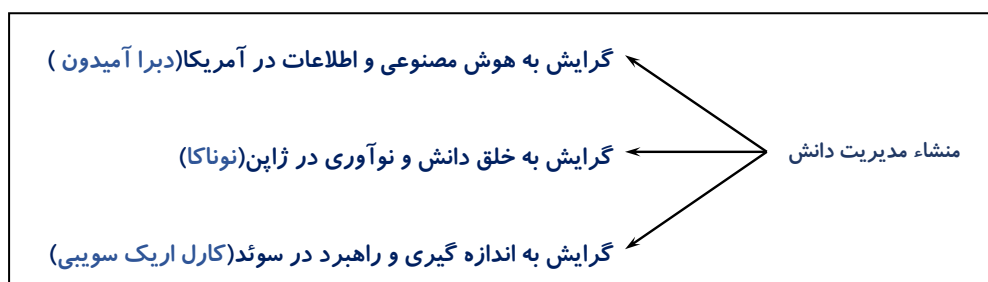 گرایش به هوش مصنوعی و اطلاعات در آمریکا(دبرا آمیدون )
منشاء مدیریت دانش
گرایش به خلق دانش و نوآوری در ژاپن(نوناکا)
گرایش به اندازه گیری و راهبرد در سوئد(کارل اریک سویبی)